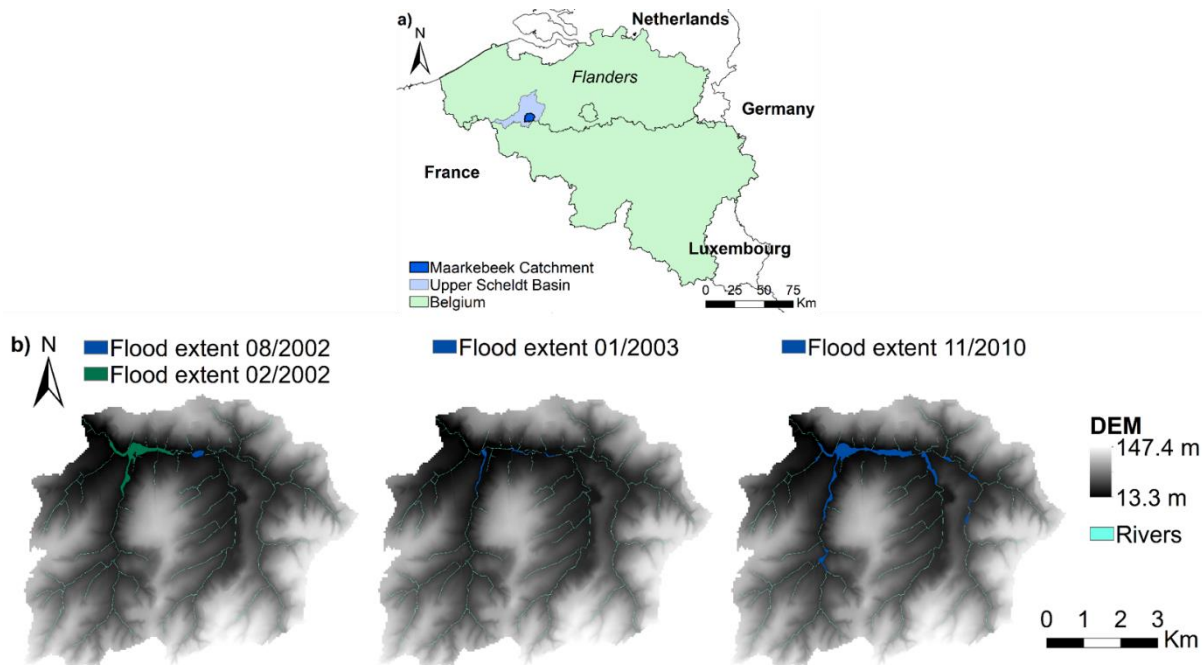 a)
N
Netherlands
Flanders
Germany
France
Luxembourg
Maarkebeek Catchment
Upper Scheldt Basin
Belgium
0 25 50 75
Km
b) N
Flood extent 08/2002
Flood extent 02/2002
Flood extent 01/2003
Flood extent 11/2010
DEM
147.4 m
13.3 m
Rivers
0 1 2 3
Km